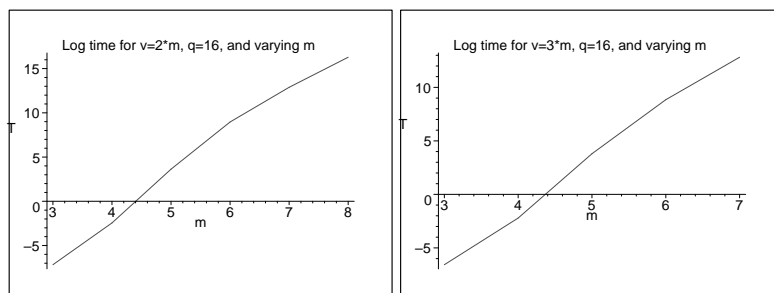 Log time for v=2*m, q=16, and varying m
15
10
T
5
0
3 4 5 6 7 8
m
–5
Log time for v=3*m, q=16, and varying m
10
T
5
0
3 4 5 6 7
m
–5